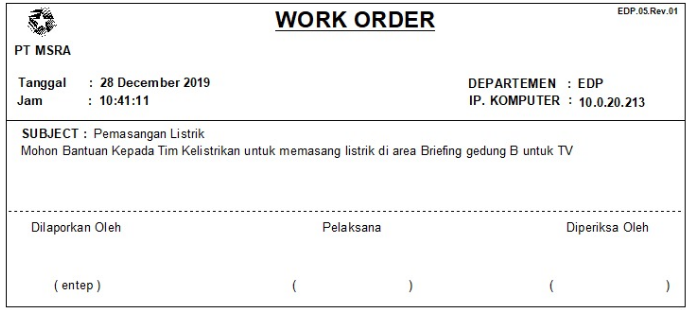 EDP.05.Rev.01
WORK ORDER
PT MSRA
Tanggal : 28 December 2019
DEPARTEMEN : EDP
Jam : 10:41:11
IP. KOMPUTER : 10.0.20.213
SUBJECT : Pemasangan Listrik
Mohon Bantuan Kepada Tim Kelistrikan untuk memasang listrik di area Briefing gedung B untuk TV
Dilaporkan Oleh Pelaksana Diperiksa Oleh
( entep ) ( ) ( )